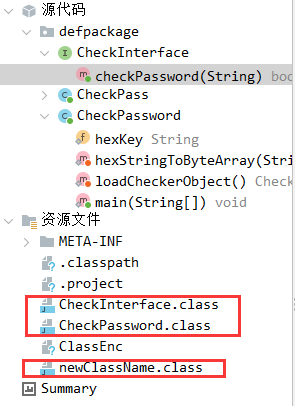 源代码
defpackage
CheckInterface
checkPassword(String) boo
CheckPass
CheckPassword
hexKey String
hexStringToByteArray(Stri
loadCheckerObject() Check
main(String[]) void
资源文件
META-INF
.classpath
.project
CheckInterface.class
CheckPassword.class
ClassEnc
newClassName.class
Summary